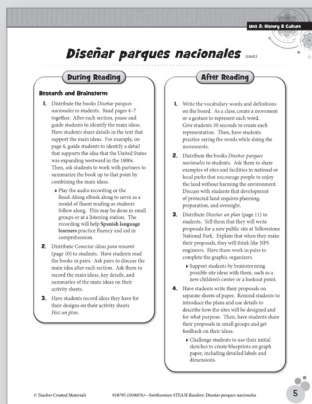 Unit 2: History & Culture
Diseñar parques nacionales (cont.)
During Reading
Research and Brainstorm
1. Distribute the books Diseñar parques
nacionales to students. Read pages 4–7
together. After each section, pause and
guide students to identify the main ideas.
Have students share details in the text that
support the main ideas. For example, on
page 6, guide students to identify a detail
that supports the idea that the United States
was expanding westward in the 1800s.
Then, ask students to work with partners to
summarize the book up to that point by
combining the main ideas.
Play the audio recording or the
Read-Along eBook along to serve as a
model of fluent reading as students
follow along. This may be done in small
groups or at a listening station. The
recording will help Spanish language
learners practice fluency and aid in
comprehension.
2. Distribute Conectar ideas para resumir
(page 10) to students. Have students read
the books in pairs. Ask pairs to discuss the
main idea after each section. Ask them to
record the main ideas, key details, and
summaries of the main ideas on their
activity sheets.
3. Have students record ideas they have for
their designs on their activity sheets
Haz un plan.
After Reading
1. Write the vocabulary words and definitions
on the board. As a class, create a movement
or a gesture to represent each word.
Give students 30 seconds to create each
representation. Then, have students
practice saying the words while doing the
movements.
2. Distribute the books Diseñar parques
nacionales to students. Ask them to share
examples of sites and facilities in national or
local parks that encourage people to enjoy
the land without harming the environment.
Discuss with students that development
of protected land requires planning,
preparation, and oversight.
3. Distribute Diseñar un plan (page 11) to
students. Tell them that they will write
proposals for a new public site at Yellowstone
National Park. Explain that when they make
their proposals, they will think like NPS
engineers. Have them work in pairs to
complete the graphic organizers.
Support students by brainstorming
possible site ideas with them, such as a
new children's center or a lookout point.
4. Have students write their proposals on
separate sheets of paper. Remind students to
introduce the plans and use details to
describe how the sites will be designed and
for what purpose. Then, have students share
their proposals in small groups and get
feedback on their ideas.
Challenge students to use their initial
sketches to create blueprints on graph
paper, including detailed labels and
dimensions.
© Teacher Created Materials
Smithsonian STEAM Readers: Diseñar parques nacionales
5